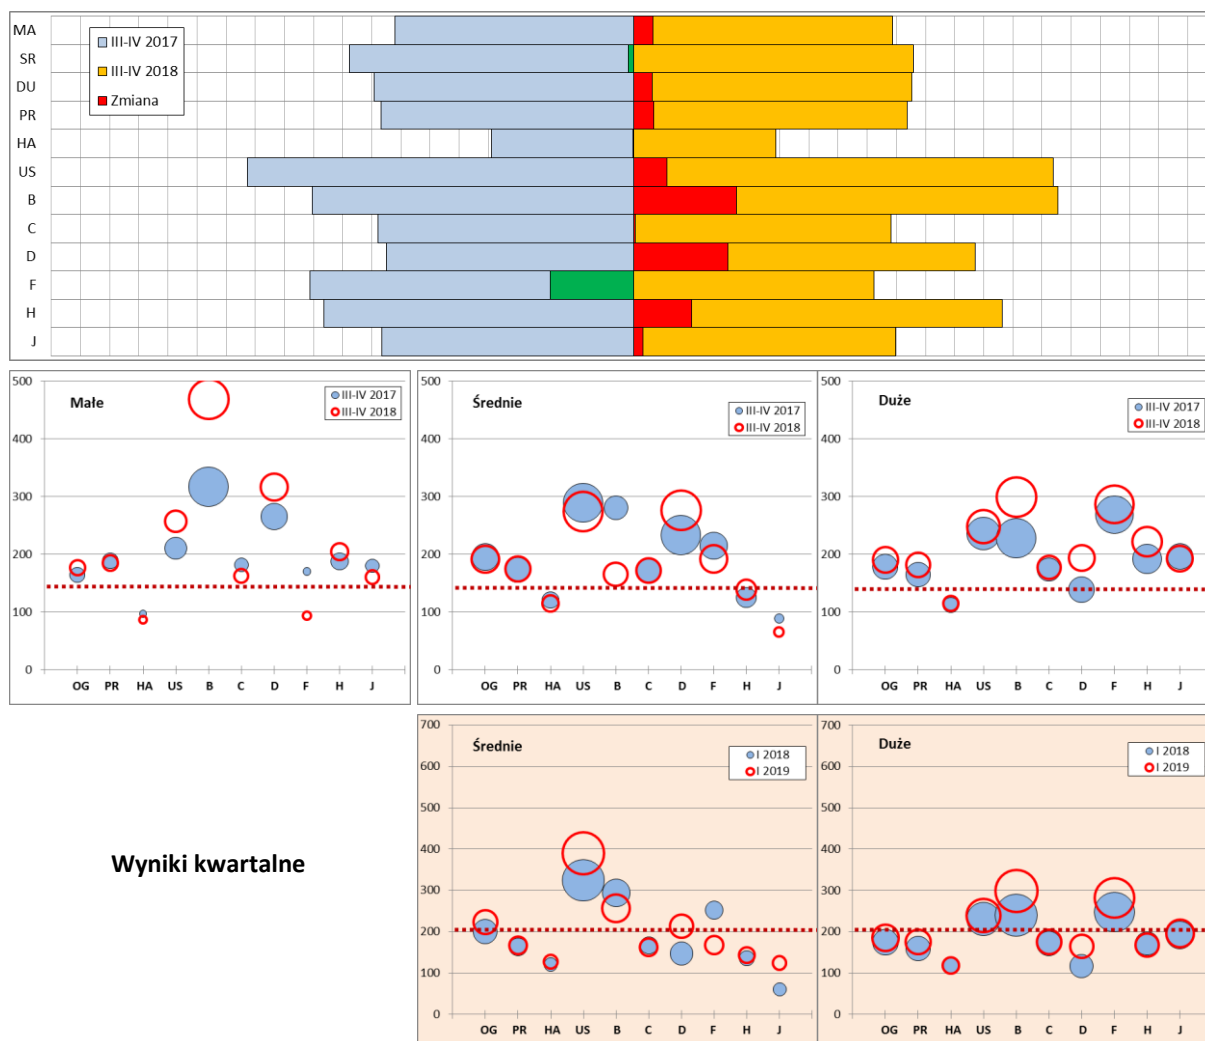 MA
SR
DU
PR
HA
US
B
C
D
F
H
J
III-IV 2017
III-IV 2018
Zmiana
500
400
300
200
100
0
Małe
III-IV 2017
III-IV 2018
OG PR HA US B C D F H J
500
400
300
200
100
0
Średnie
III-IV 2017
III-IV 2018
OG PR HA US B C D F H J
500
400
300
200
100
0
Duże
III-IV 2017
III-IV 2018
OG PR HA US B C D F H J
Wyniki kwartalne
700
600
500
400
300
200
100
0
Średnie
I 2018
I 2019
OG PR HA US B C D F H J
700
600
500
400
300
200
100
0
Duże
I 2018
I 2019
OG PR HA US B C D F H J